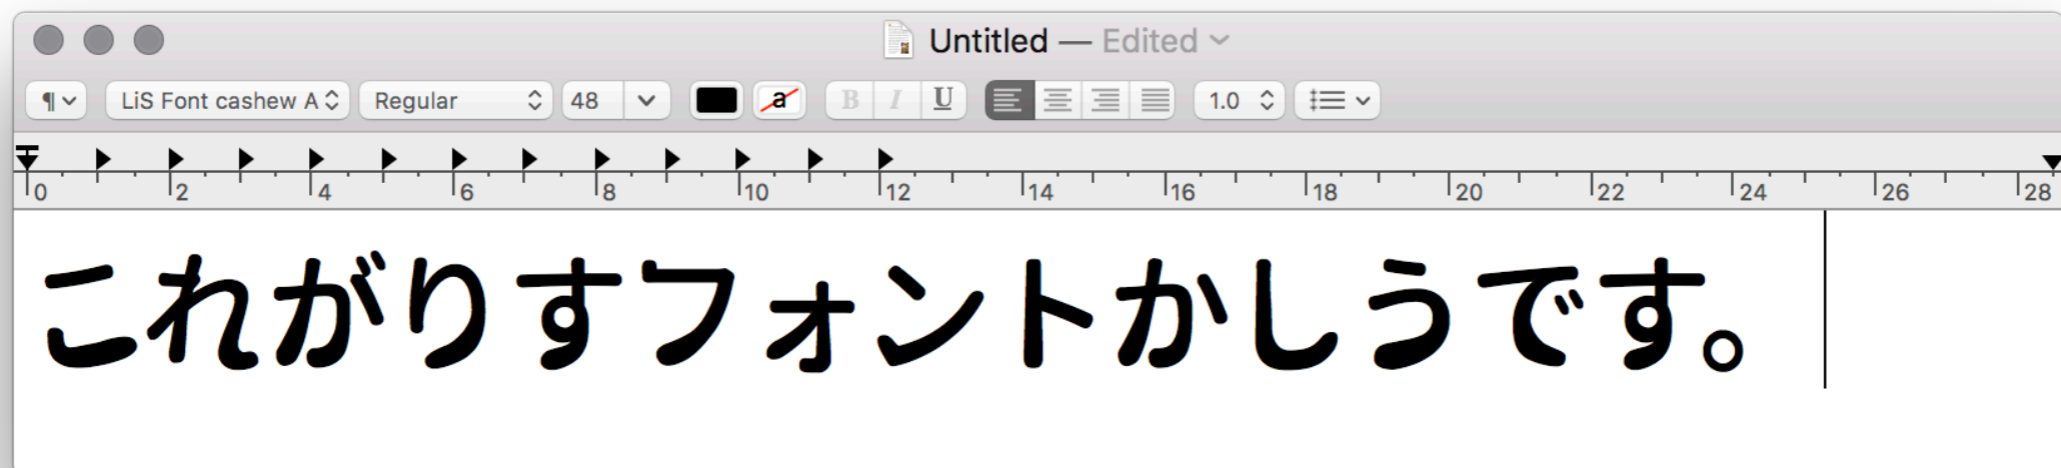 Untitled — Edited
¶ LiS Font cashew A Regular 48 a B I U 1.0
0 2 4 6 8 10 12 14 16 18 20 22 24 26 28
これがりすフォントかしうです。